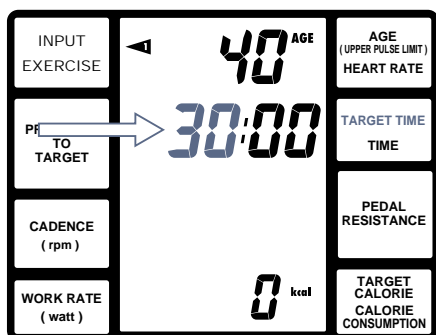 INPUT
EXERCISE
1
40 AGE
AGE
( UPPER PULSE LIMIT )
HEART RATE
TO
TARGET
30:00
TARGET TIME
TIME
CADENCE
( rpm )
PEDAL
RESISTANCE
WORK RATE
( watt )
0 kcal
TARGET
CALORIE
CALORIE
CONSUMPTION